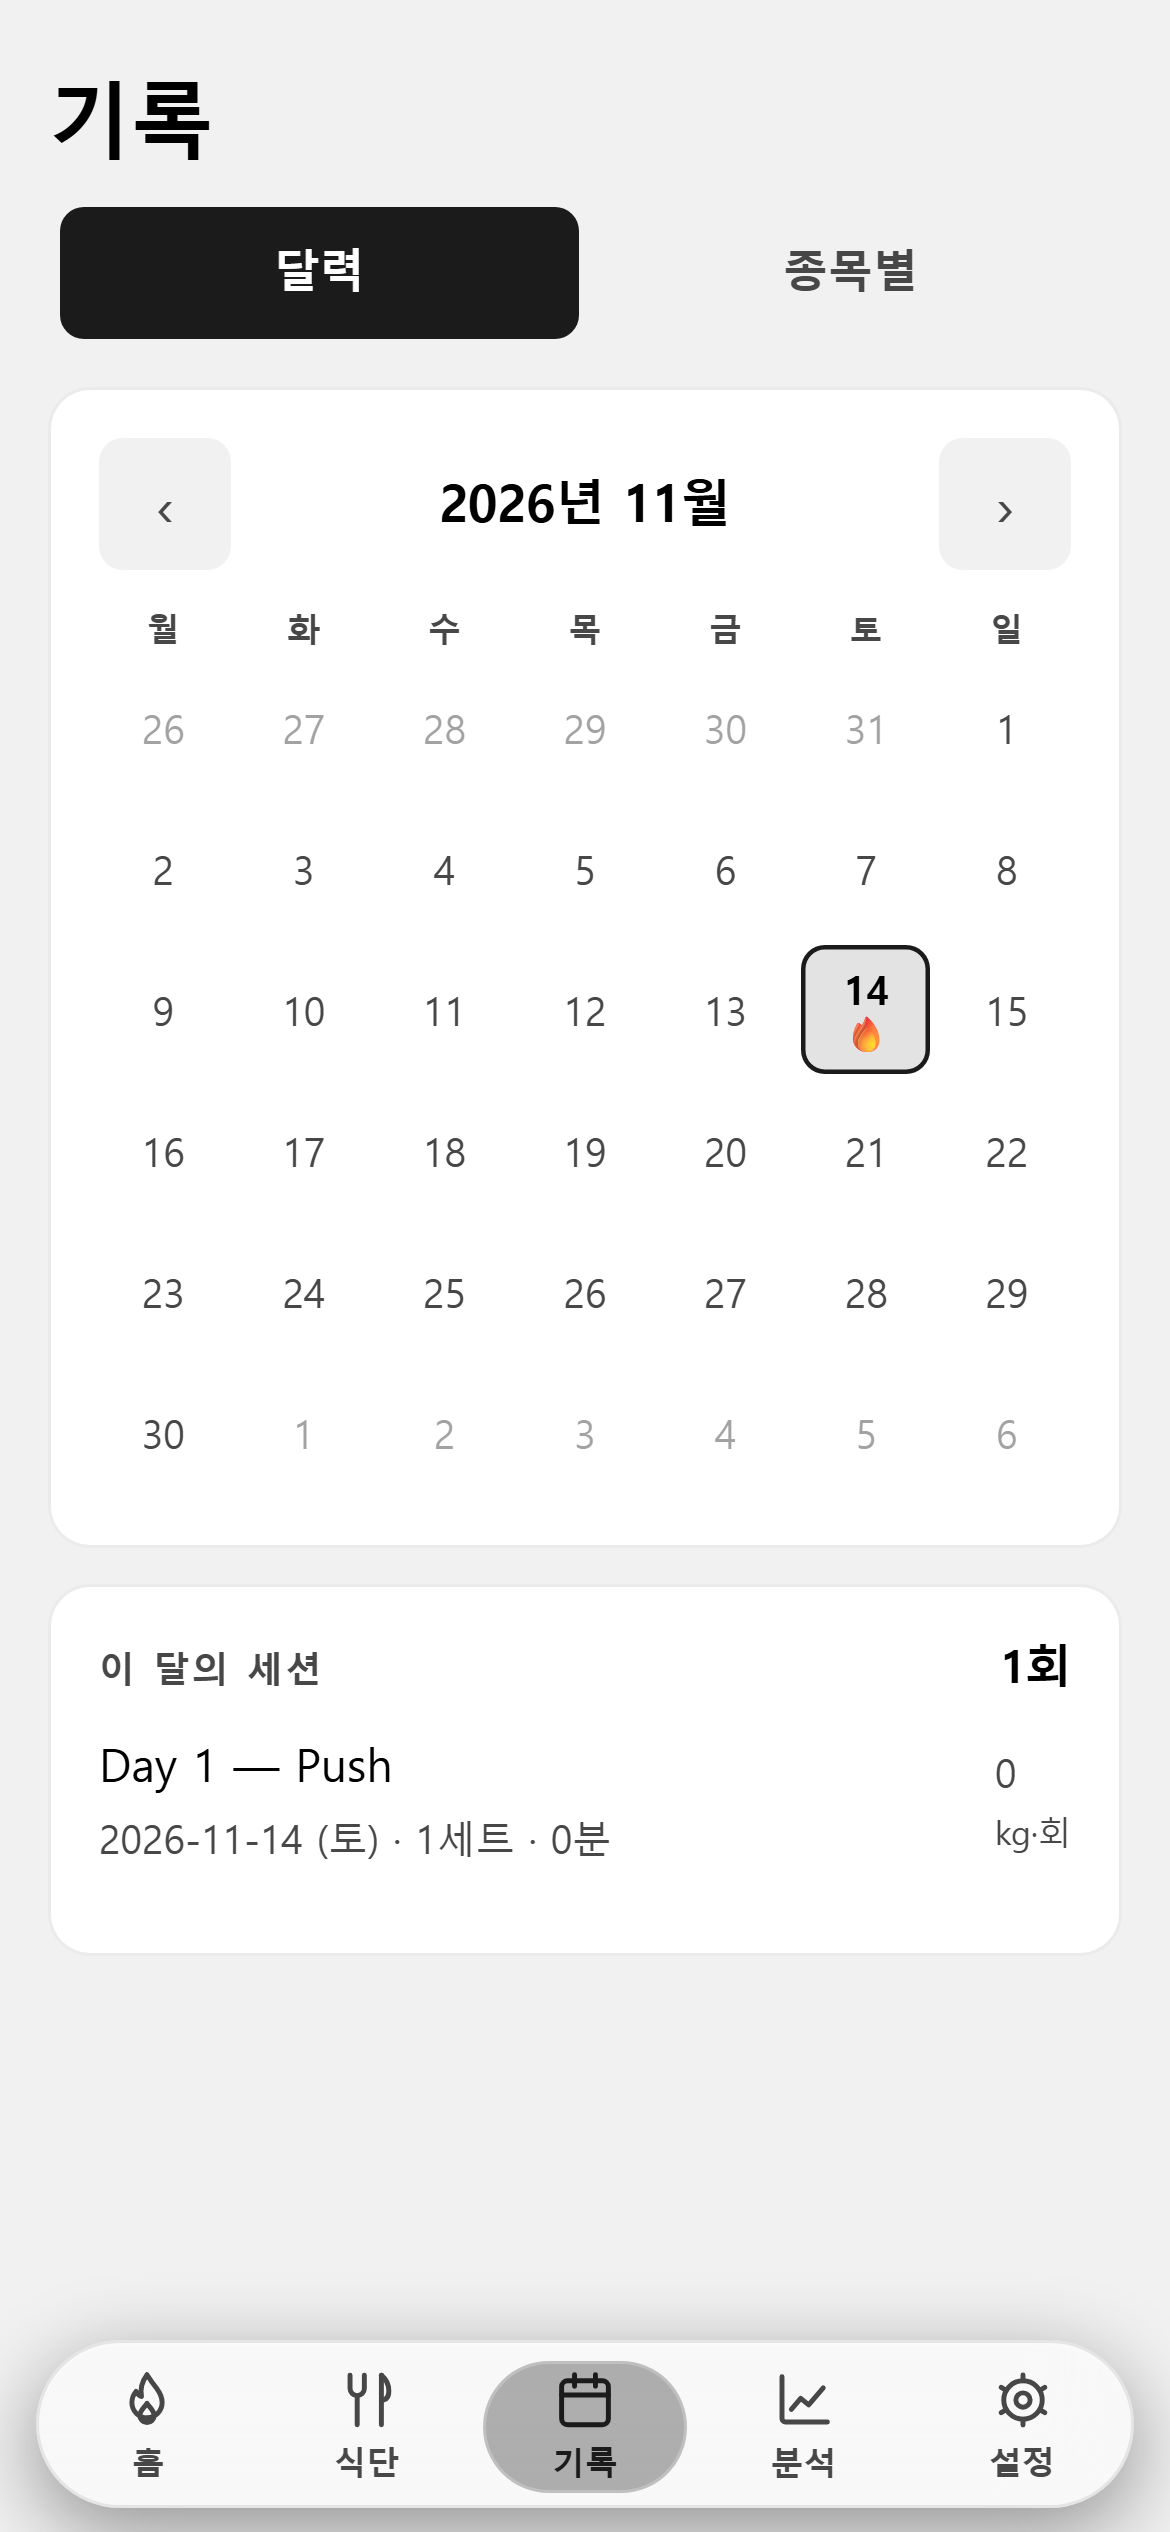 기록
달력 종목별
‹ 2026년 11월 ›
월 화 수 목 금 토 일
26 27 28 29 30 31 1
2 3 4 5 6 7 8
9 10 11 12 13 14 15
16 17 18 19 20 21 22
23 24 25 26 27 28 29
30 1 2 3 4 5 6
이 달의 세션 1회
Day 1 — Push 0
2026-11-14 (토) · 1세트 · 0분 kg·회
홈 식단 기록 분석 설정